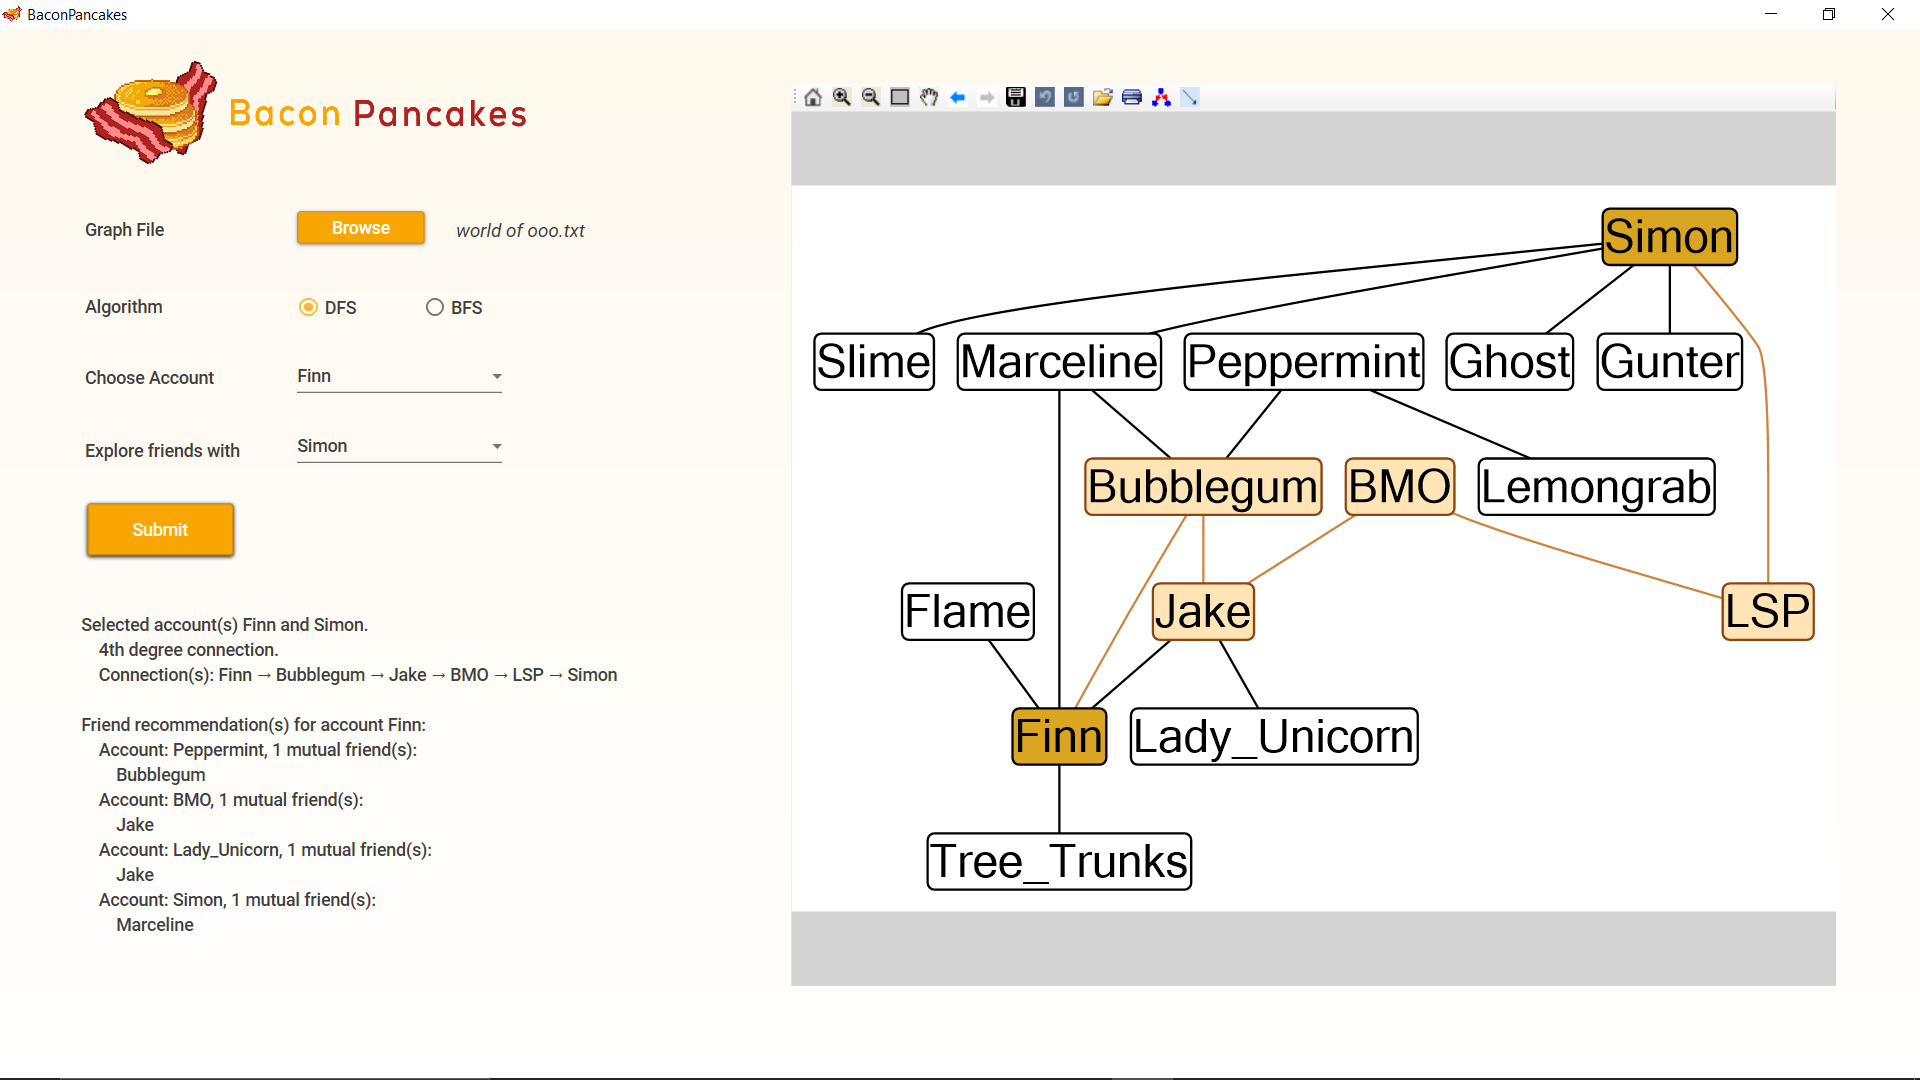 BaconPancakes
Bacon Pancakes
Graph File
Browse
world of ooo.txt
Algorithm
DFS
BFS
Choose Account
Finn
Explore friends with
Simon
Submit
Selected account(s) Finn and Simon.
4th degree connection.
Connection(s): Finn → Bubblegum → Jake → BMO → LSP → Simon
Friend recommendation(s) for account Finn:
Account: Peppermint, 1 mutual friend(s):
Bubblegum
Account: BMO, 1 mutual friend(s):
Jake
Account: Lady_Unicorn, 1 mutual friend(s):
Jake
Account: Simon, 1 mutual friend(s):
Marceline
Simon
Slime
Marceline
Peppermint
Ghost
Gunter
Bubblegum
BMO
Lemongrab
Flame
Jake
LSP
Finn
Lady_Unicorn
Tree_Trunks